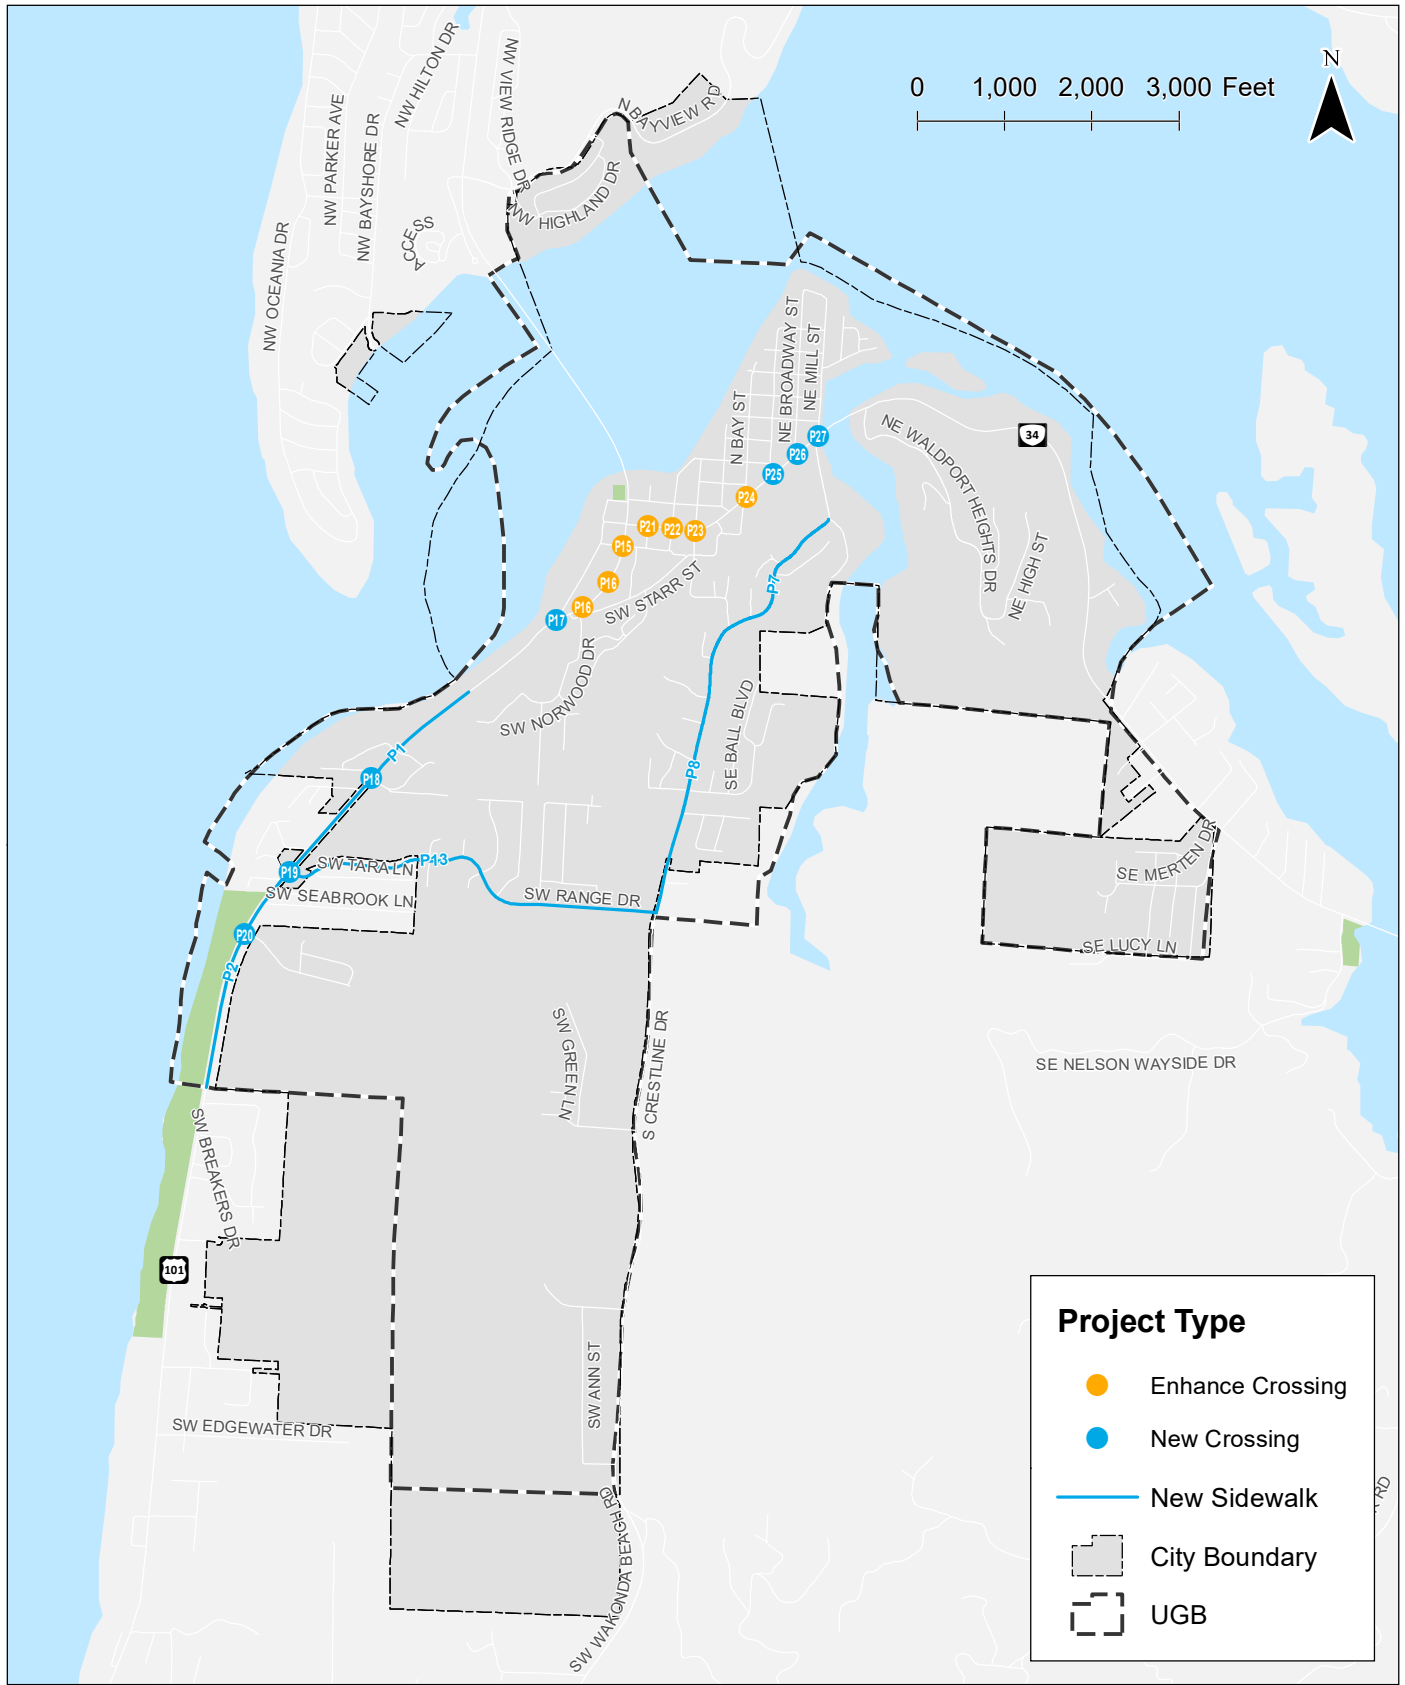 N
0 1,000 2,000 3,000 Feet
NW HILTON DR
NW VIEW RIDGE DR
NW PARKER AVE
NW BAYSHORE DR
N BAYVIEW RD
NW HIGHLAND DR
ACCESS
NW OCEANIA DR
NE BROADWAY ST
NE MILL ST
N BAY ST
NE WALDPORT HEIGHTS DR
34
NE HIGH ST
P27
P26
P25
P24
P21
P22
P23
P15
P16
P16
P17
SW STARR ST
P7
SW NORWOOD DR
SE BALL BLVD
P1
P8
P18
P19
SW TARA LN
P13
SW SEABROOK LN
SW RANGE DR
P20
P2
SE MERTEN DR
SE LUCY LN
SW GREEN LN
S CRESTLINE DR
SE NELSON WAYSIDE DR
SW BREAKERS DR
101
SW ANN ST
SW EDGEWATER DR
SW WAKONDA BEACH RD
RD
Project Type
Enhance Crossing
New Crossing
New Sidewalk
City Boundary
UGB